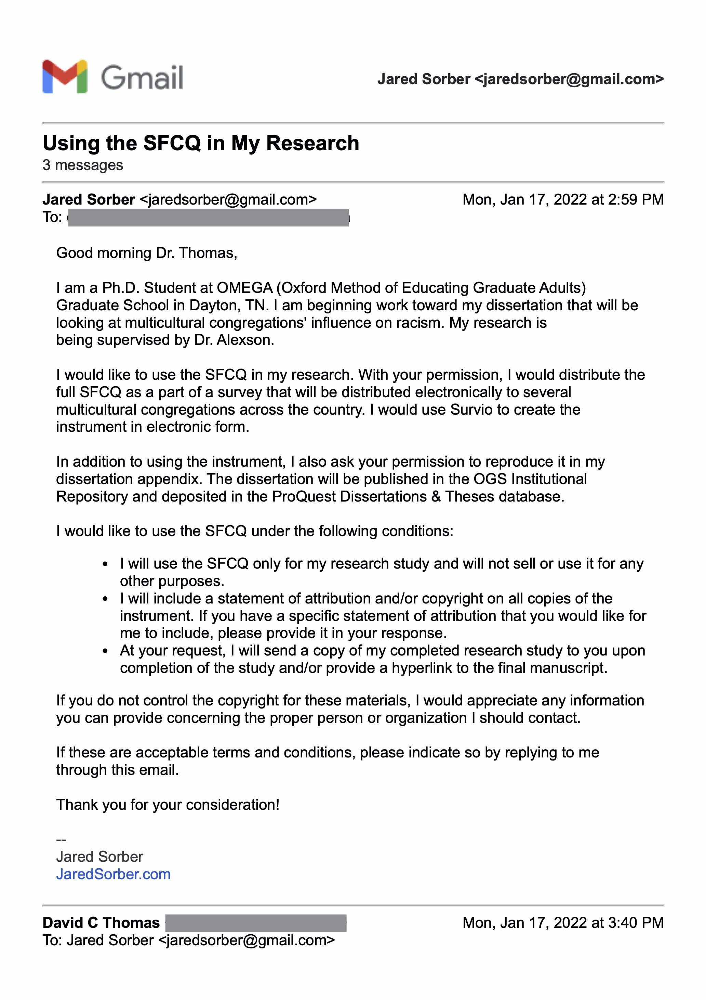 Gmail
Jared Sorber <jaredsorber@gmail.com>
Using the SFCQ in My Research
3 messages
Jared Sorber <jaredsorber@gmail.com>
Mon, Jan 17, 2022 at 2:59 PM
To:
Good morning Dr. Thomas,
I am a Ph.D. Student at OMEGA (Oxford Method of Educating Graduate Adults)
Graduate School in Dayton, TN. I am beginning work toward my dissertation that will be
looking at multicultural congregations' influence on racism. My research is
being supervised by Dr. Alexson.
I would like to use the SFCQ in my research. With your permission, I would distribute the
full SFCQ as a part of a survey that will be distributed electronically to several
multicultural congregations across the country. I would use Survio to create the
instrument in electronic form.
In addition to using the instrument, I also ask your permission to reproduce it in my
dissertation appendix. The dissertation will be published in the OGS Institutional
Repository and deposited in the ProQuest Dissertations & Theses database.
I would like to use the SFCQ under the following conditions:
• I will use the SFCQ only for my research study and will not sell or use it for any
other purposes.
• I will include a statement of attribution and/or copyright on all copies of the
instrument. If you have a specific statement of attribution that you would like for
me to include, please provide it in your response.
• At your request, I will send a copy of my completed research study to you upon
completion of the study and/or provide a hyperlink to the final manuscript.
If you do not control the copyright for these materials, I would appreciate any information
you can provide concerning the proper person or organization I should contact.
If these are acceptable terms and conditions, please indicate so by replying to me
through this email.
Thank you for your consideration!
--
Jared Sorber
JaredSorber.com
David C Thomas
Mon, Jan 17, 2022 at 3:40 PM
To: Jared Sorber <jaredsorber@gmail.com>